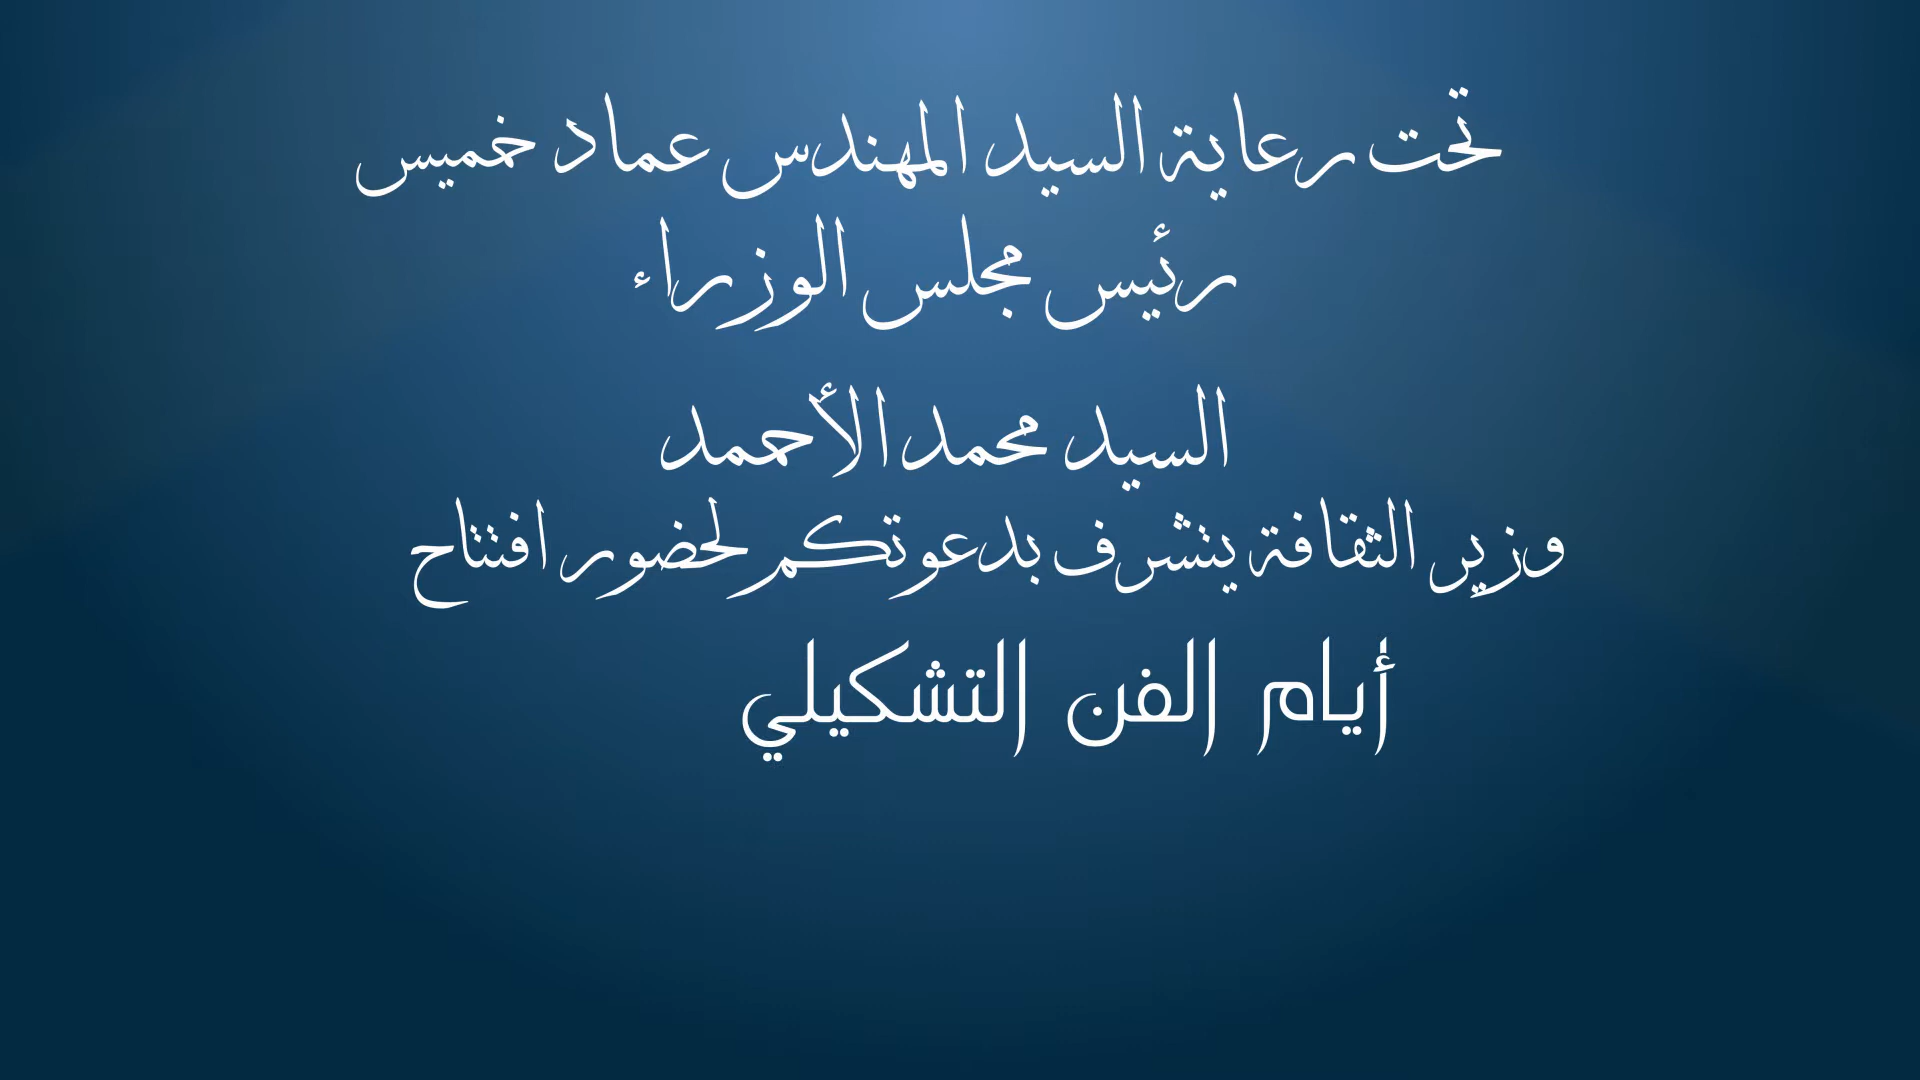 تحت رعاية السيد المهندس عماد خميس
رئيس مجلس الوزراء
السيد محمد الأحمد
وزير الثقافة يتشرف بدعوتكم لحضور افتتاح
أيام الفن التشكيلي